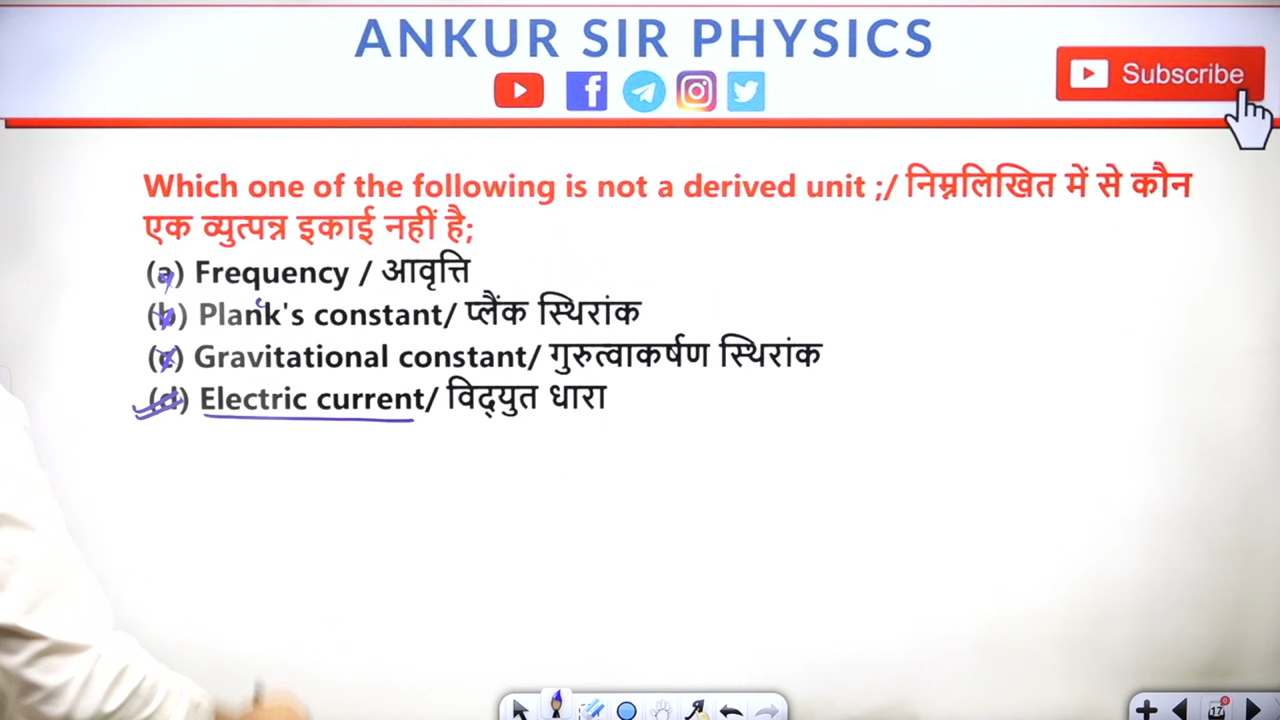 ANKUR SIR PHYSICS
Subscribe
Which one of the following is not a derived unit ;/ निम्नलिखित में से कौन
एक व्युत्पन्न इकाई नहीं है;
(a) Frequency / आवृत्ति
(b) Plank's constant/ प्लैंक स्थिरांक
(c) Gravitational constant/ गुरुत्वाकर्षण स्थिरांक
(d) Electric current/ विद्युत धारा
17